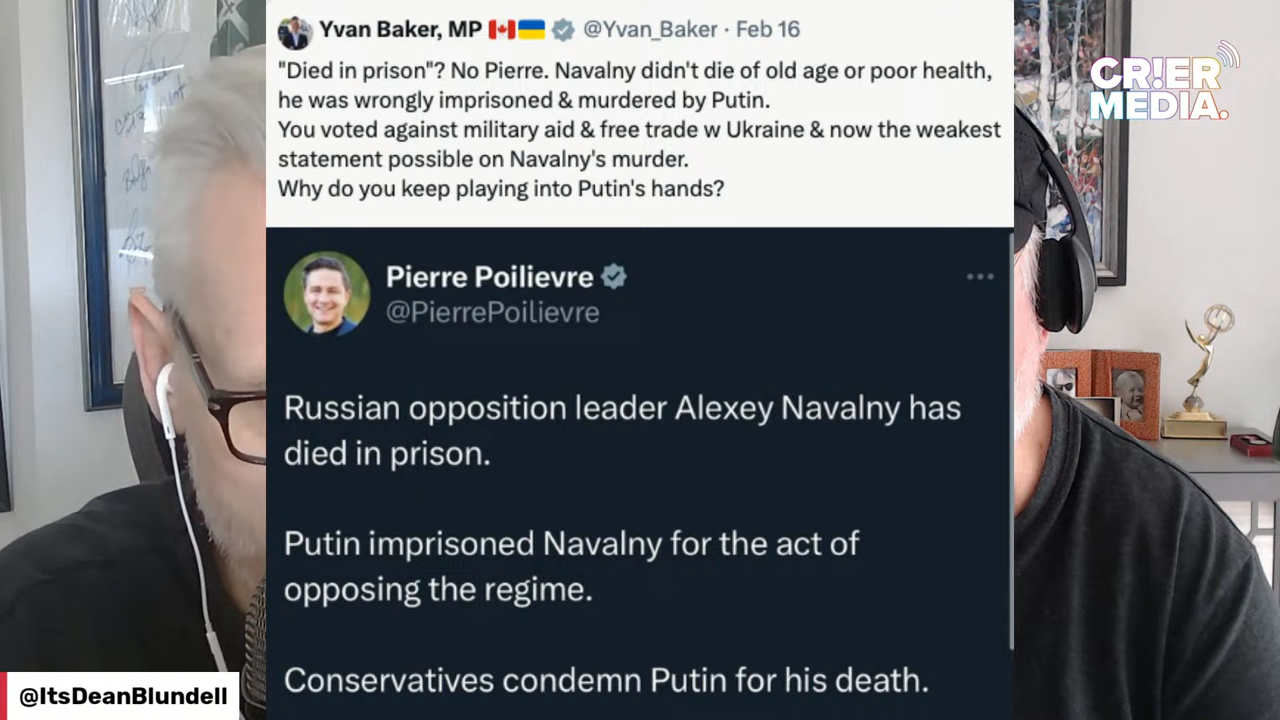 Yvan Baker, MP @Yvan_Baker · Feb 16
"Died in prison"? No Pierre. Navalny didn't die of old age or poor health,
he was wrongly imprisoned & murdered by Putin.
You voted against military aid & free trade w Ukraine & now the weakest
statement possible on Navalny's murder.
Why do you keep playing into Putin's hands?
CR!ER
MEDIA.
Pierre Poilievre
@PierrePoilievre
Russian opposition leader Alexey Navalny has
died in prison.
Putin imprisoned Navalny for the act of
opposing the regime.
Conservatives condemn Putin for his death.
@ItsDeanBlundell